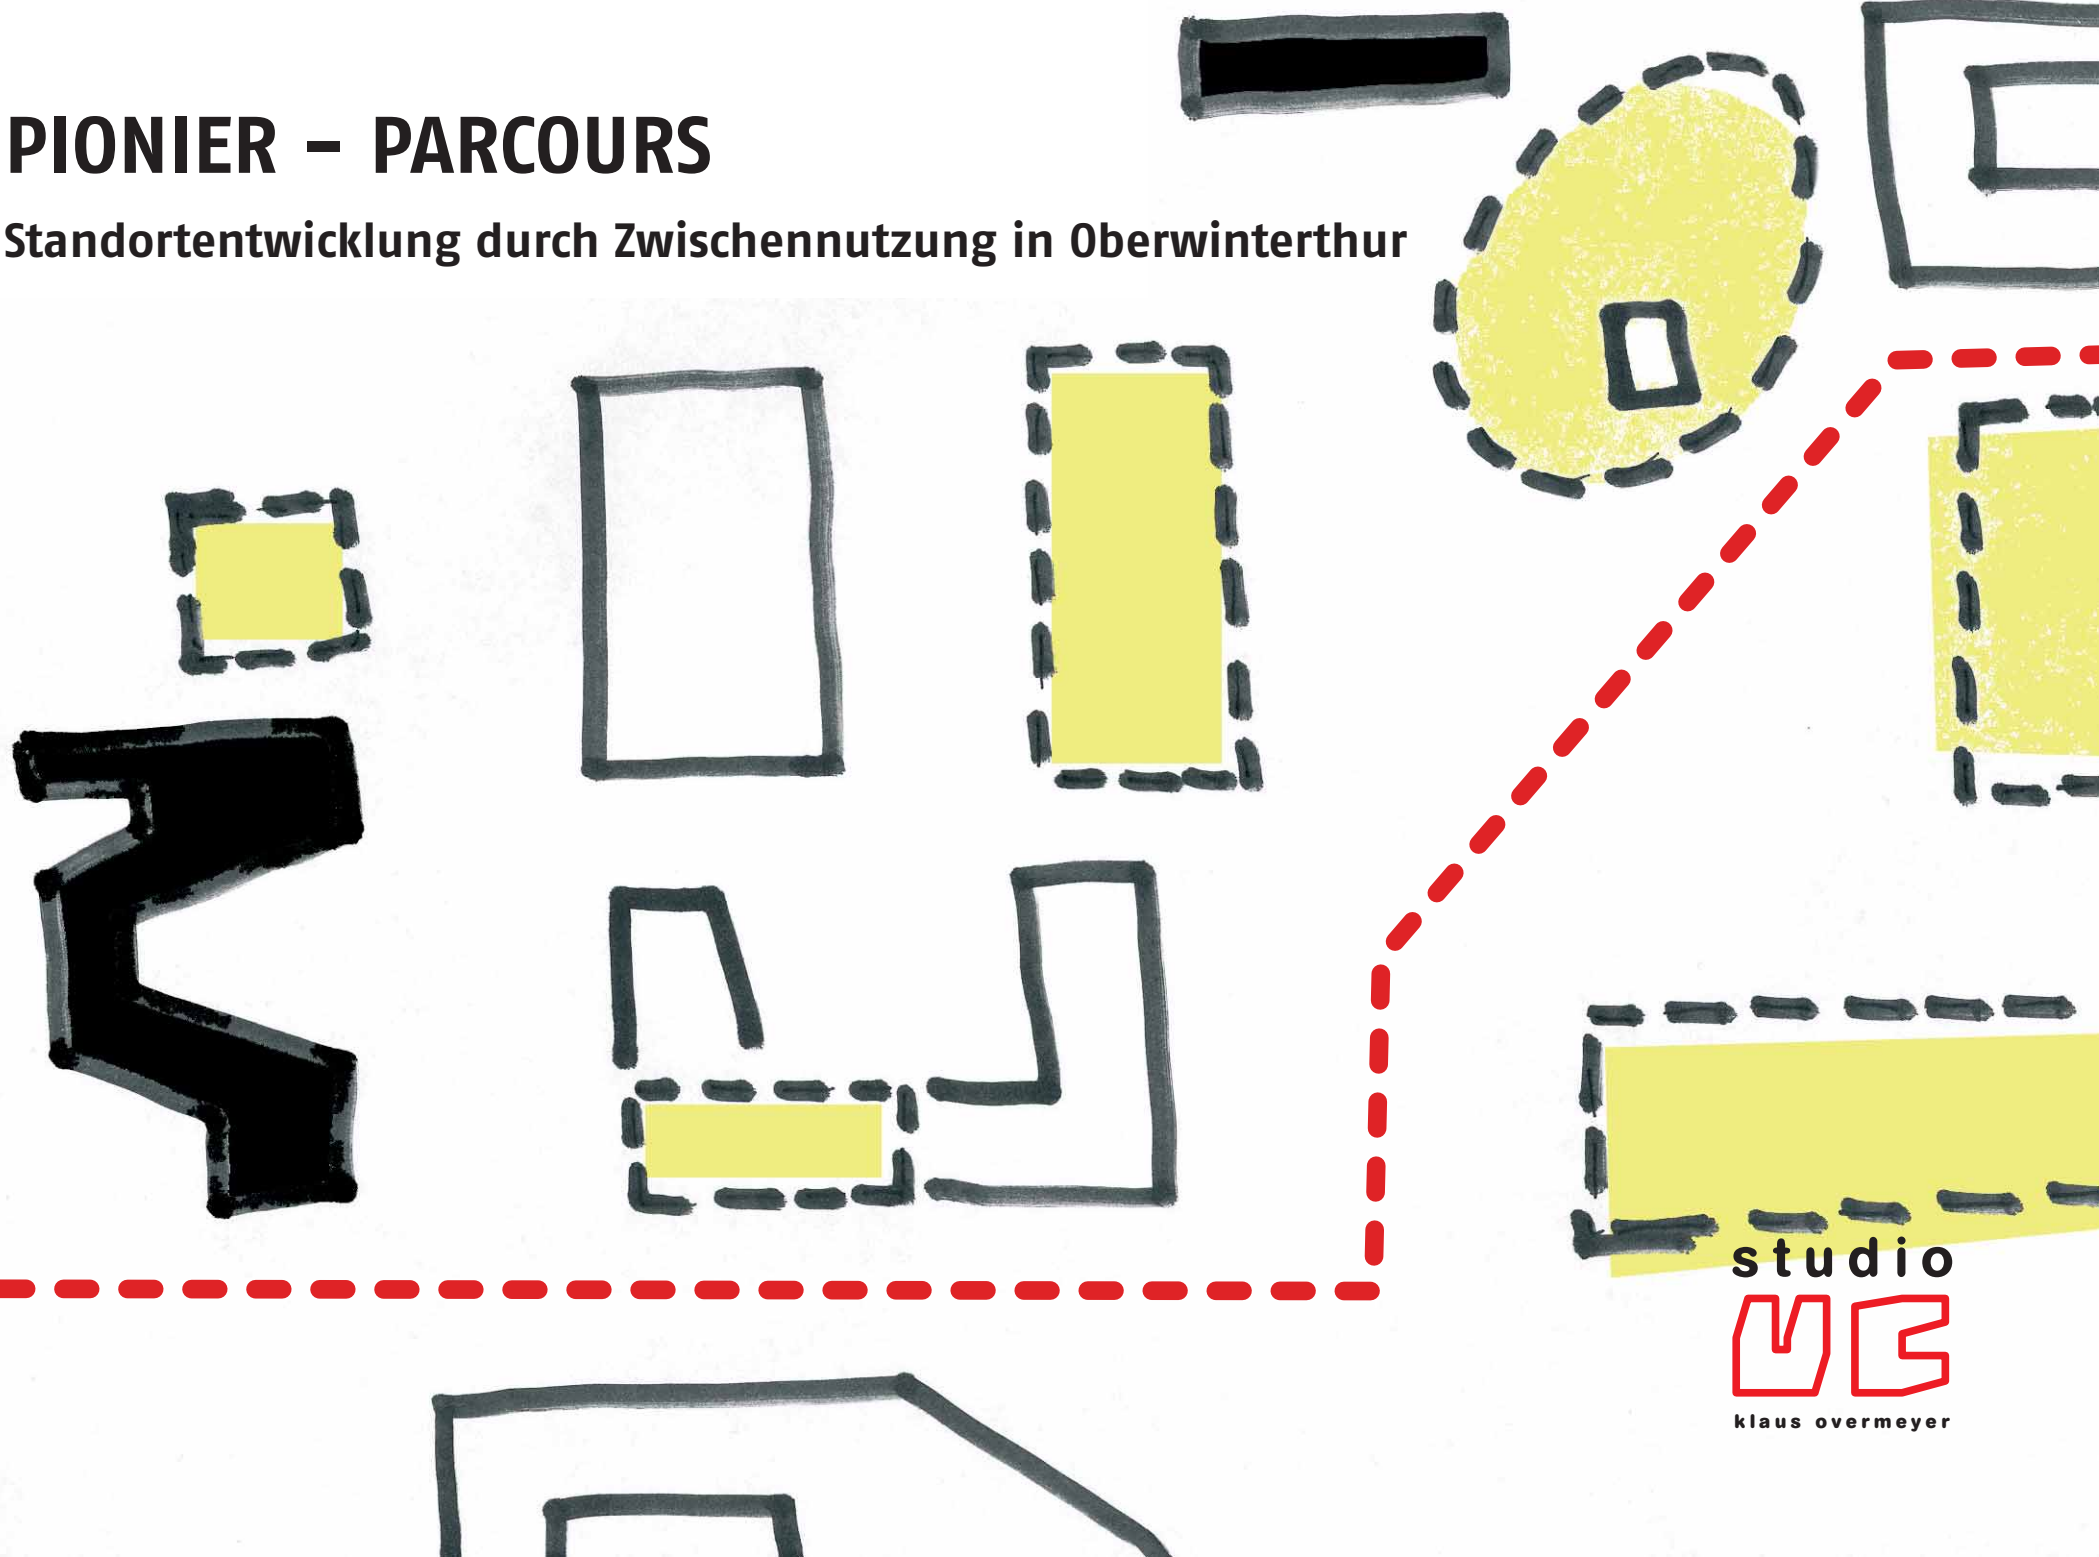 PIONIER – PARCOURS
Standortentwicklung durch Zwischennutzung in Oberwinterthur
studio
UC
klaus overmeyer